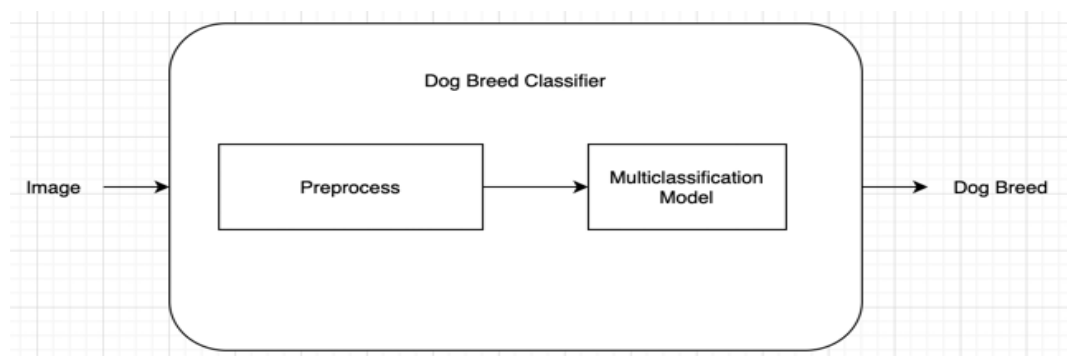 Dog Breed Classifier
Image
Preprocess
Multiclassification
Model
Dog Breed